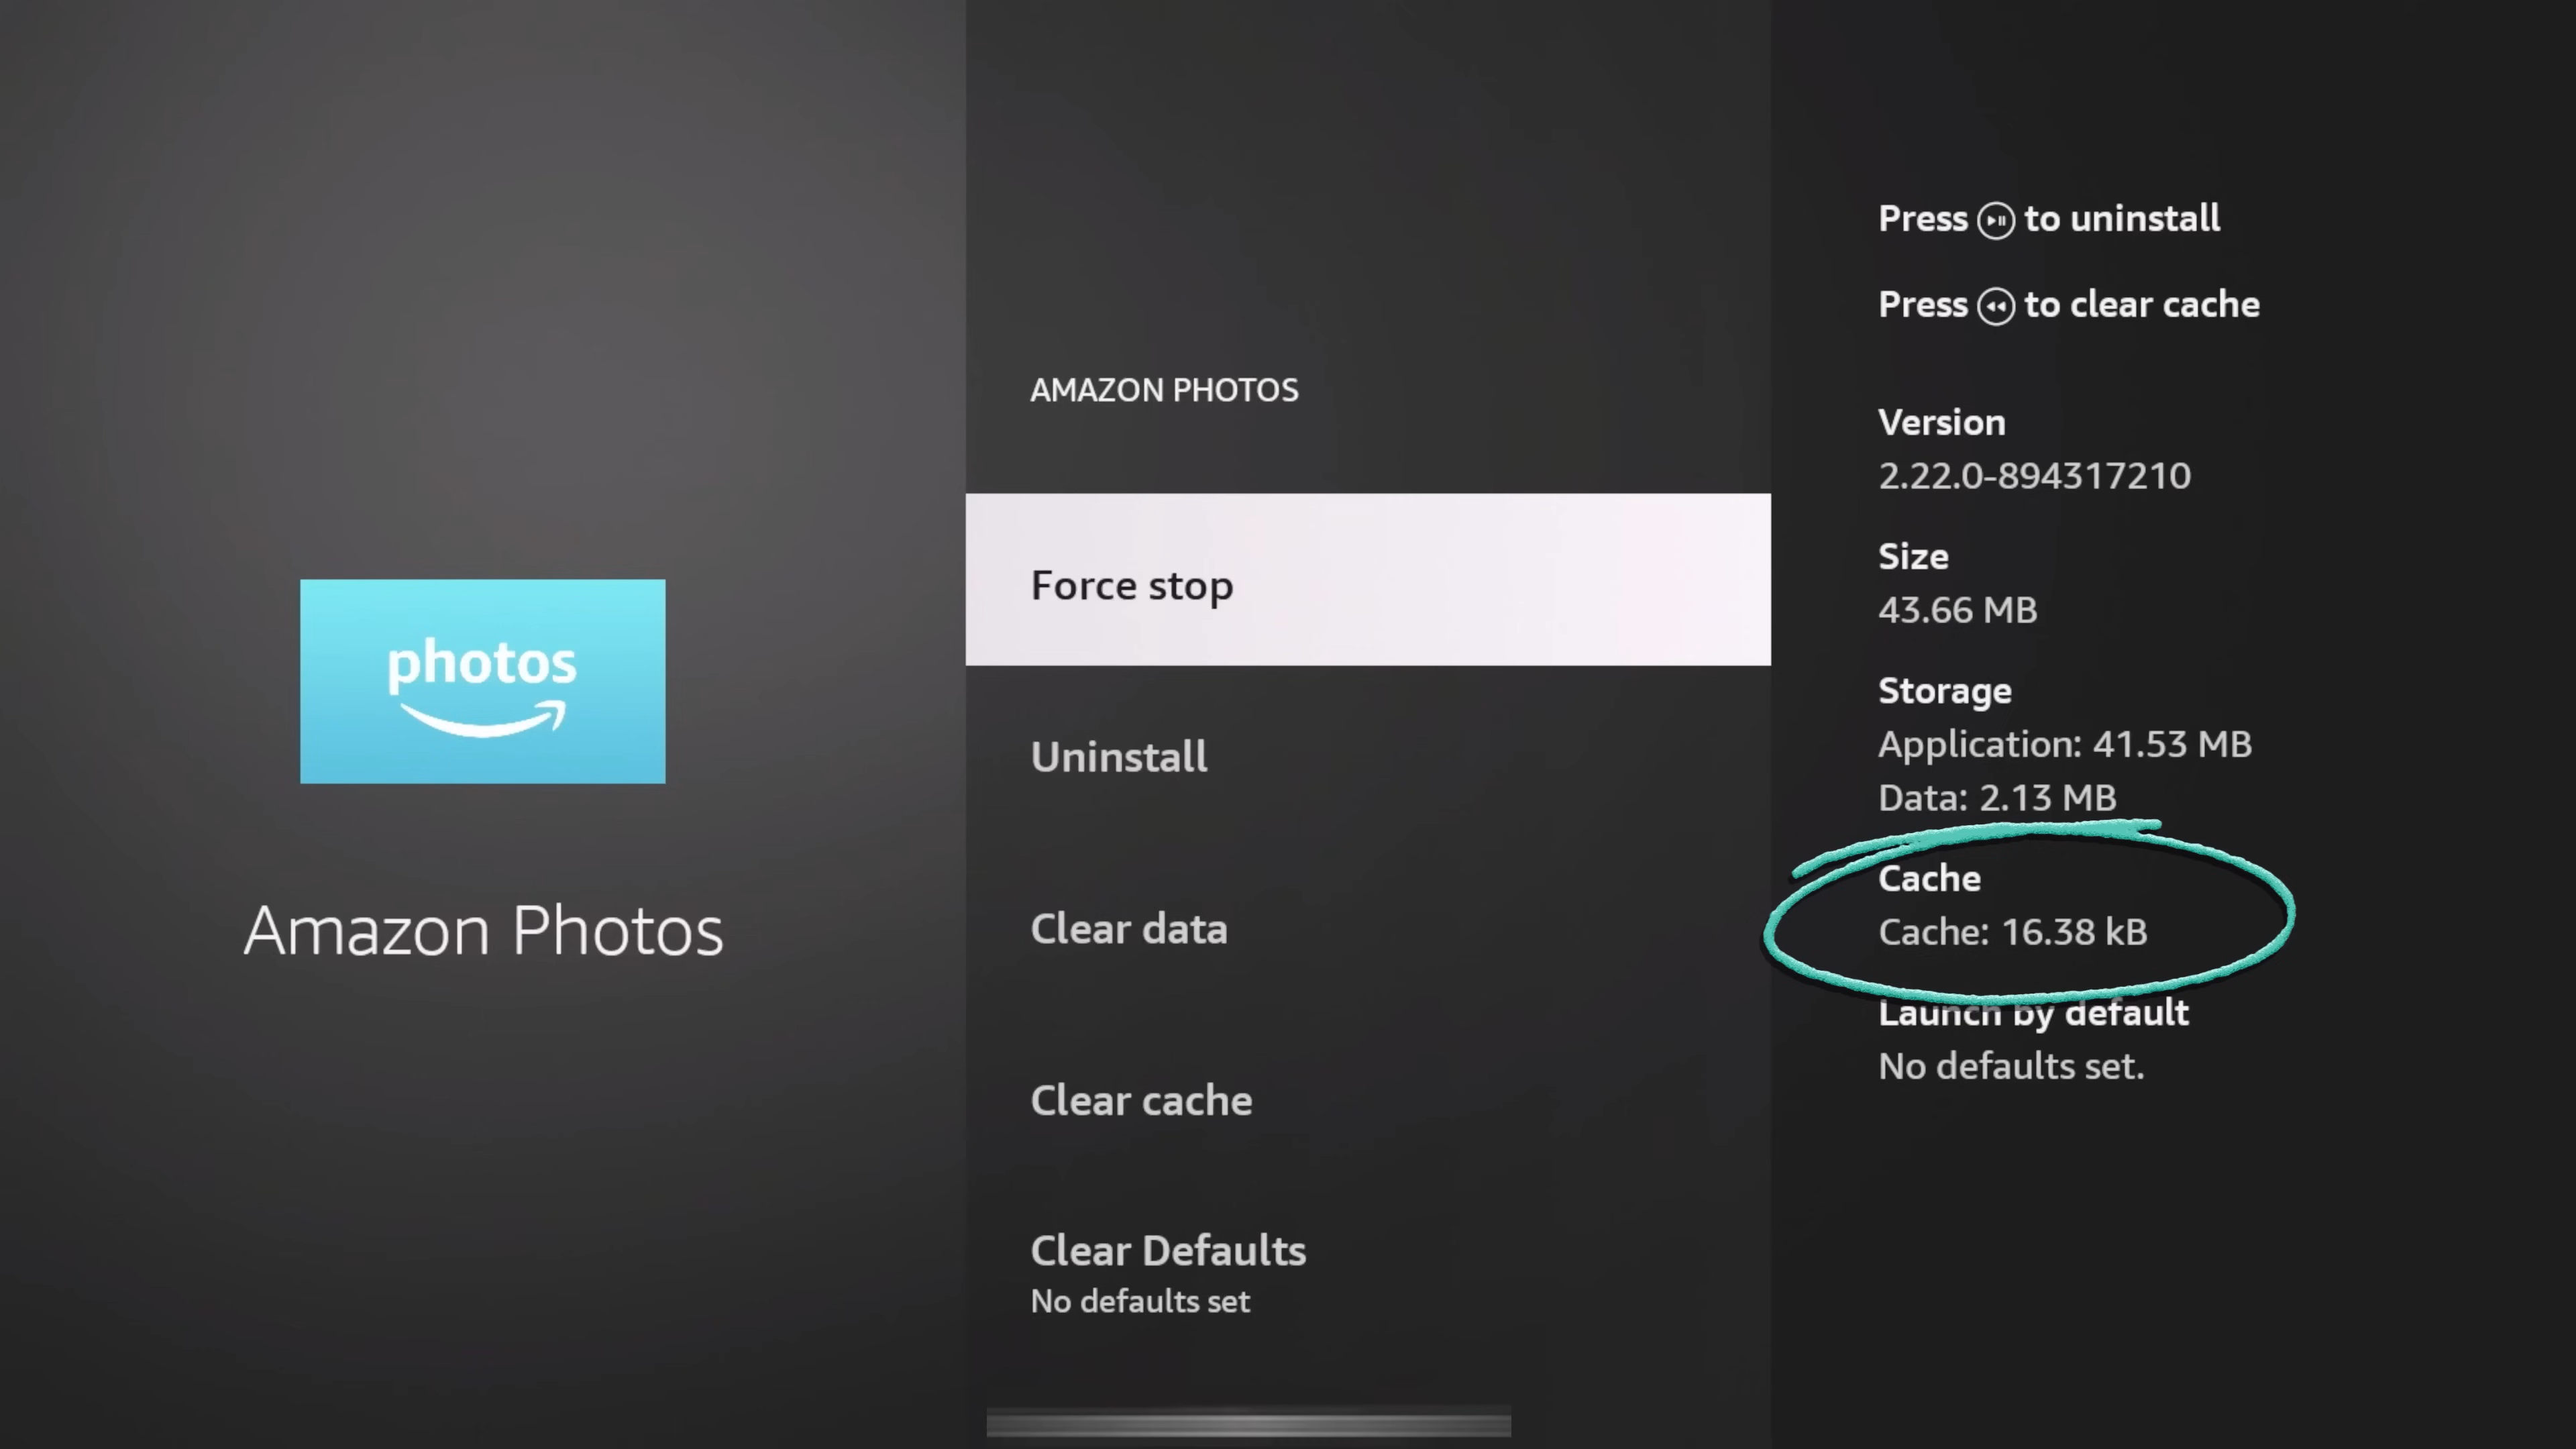 photos
Amazon Photos
AMAZON PHOTOS
Force stop
Uninstall
Clear data
Clear cache
Clear Defaults
No defaults set
Press to uninstall
Press to clear cache
Version
2.22.0-894317210
Size
43.66 MB
Storage
Application: 41.53 MB
Data: 2.13 MB
Cache
Cache: 16.38 kB
Launch by default
No defaults set.